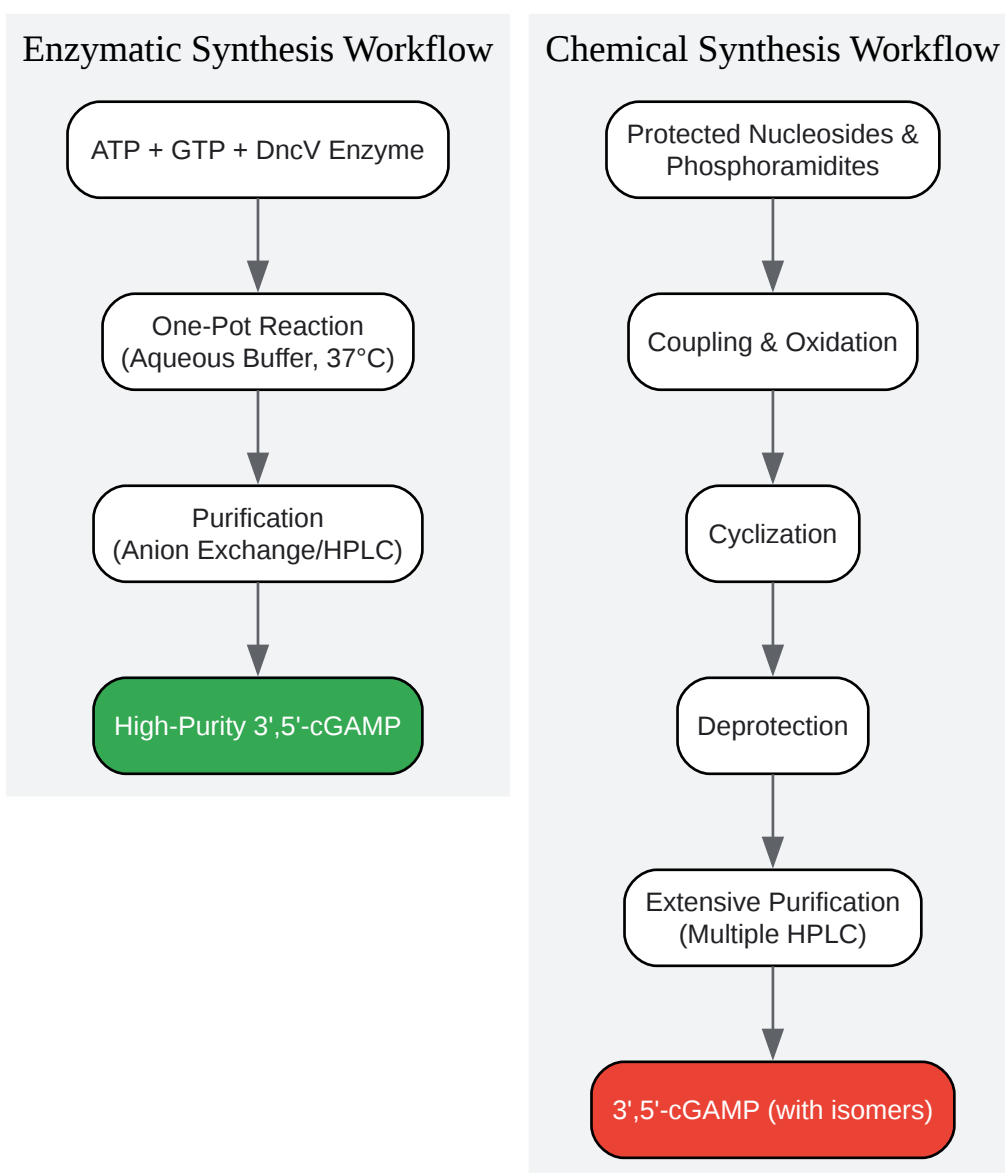 Enzymatic Synthesis Workflow
ATP + GTP + DncV Enzyme
One-Pot Reaction
(Aqueous Buffer, 37°C)
Purification
(Anion Exchange/HPLC)
High-Purity 3',5'-cGAMP
Chemical Synthesis Workflow
Protected Nucleosides &
Phosphoramidites
Coupling & Oxidation
Cyclization
Deprotection
Extensive Purification
(Multiple HPLC)
3',5'-cGAMP (with isomers)